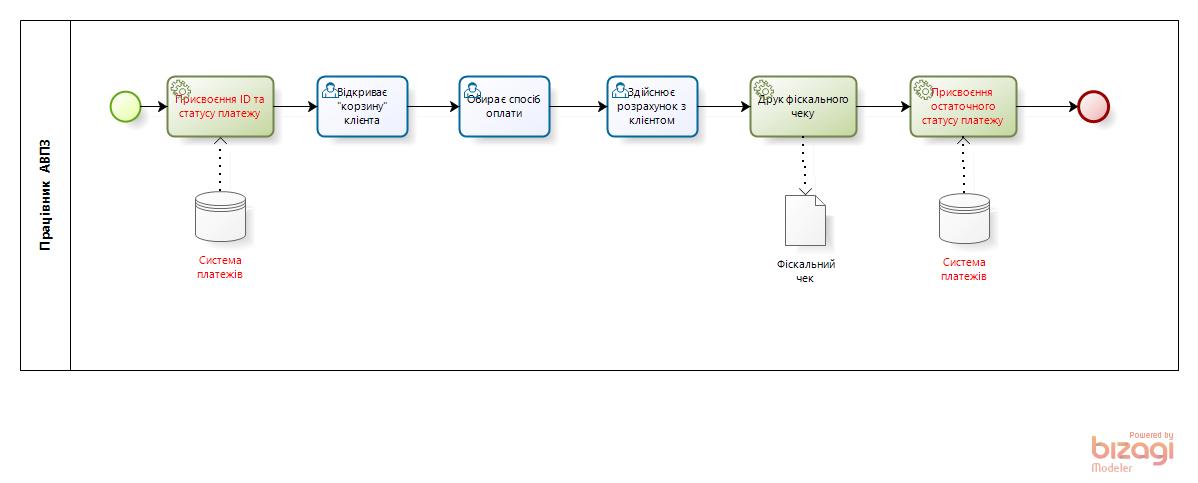 Працівник АВПЗ
Присвоєння ID та
статусу платежу
Відкриває
"корзину"
клієнта
Обирає спосіб
оплати
Здійснює
розрахунок з
клієнтом
Друк фіскального
чеку
Присвоєння
остаточного
статусу платежу
Система
платежів
Фіскальний
чек
Система
платежів
Powered by
bizagi
Modeler